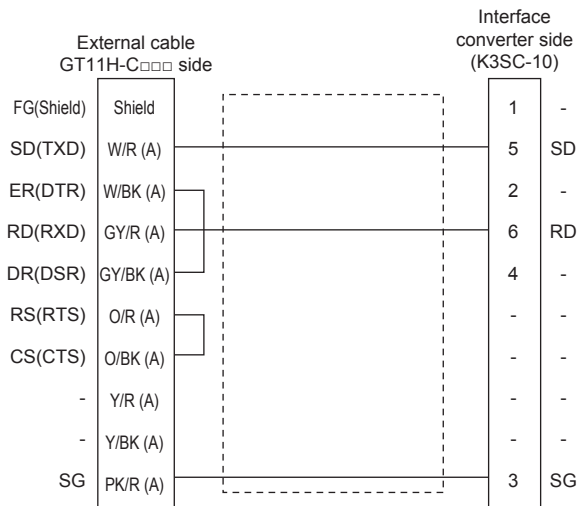 External cable
GT11H-C□□□ side
Interface
converter side
(K3SC-10)
FG(Shield) Shield 1 -
SD(TXD) W/R (A) 5 SD
ER(DTR) W/BK (A) 2 -
RD(RXD) GY/R (A) 6 RD
DR(DSR) GY/BK (A) 4 -
RS(RTS) O/R (A) - -
CS(CTS) O/BK (A) - -
- Y/R (A) - -
- Y/BK (A) - -
SG PK/R (A) 3 SG